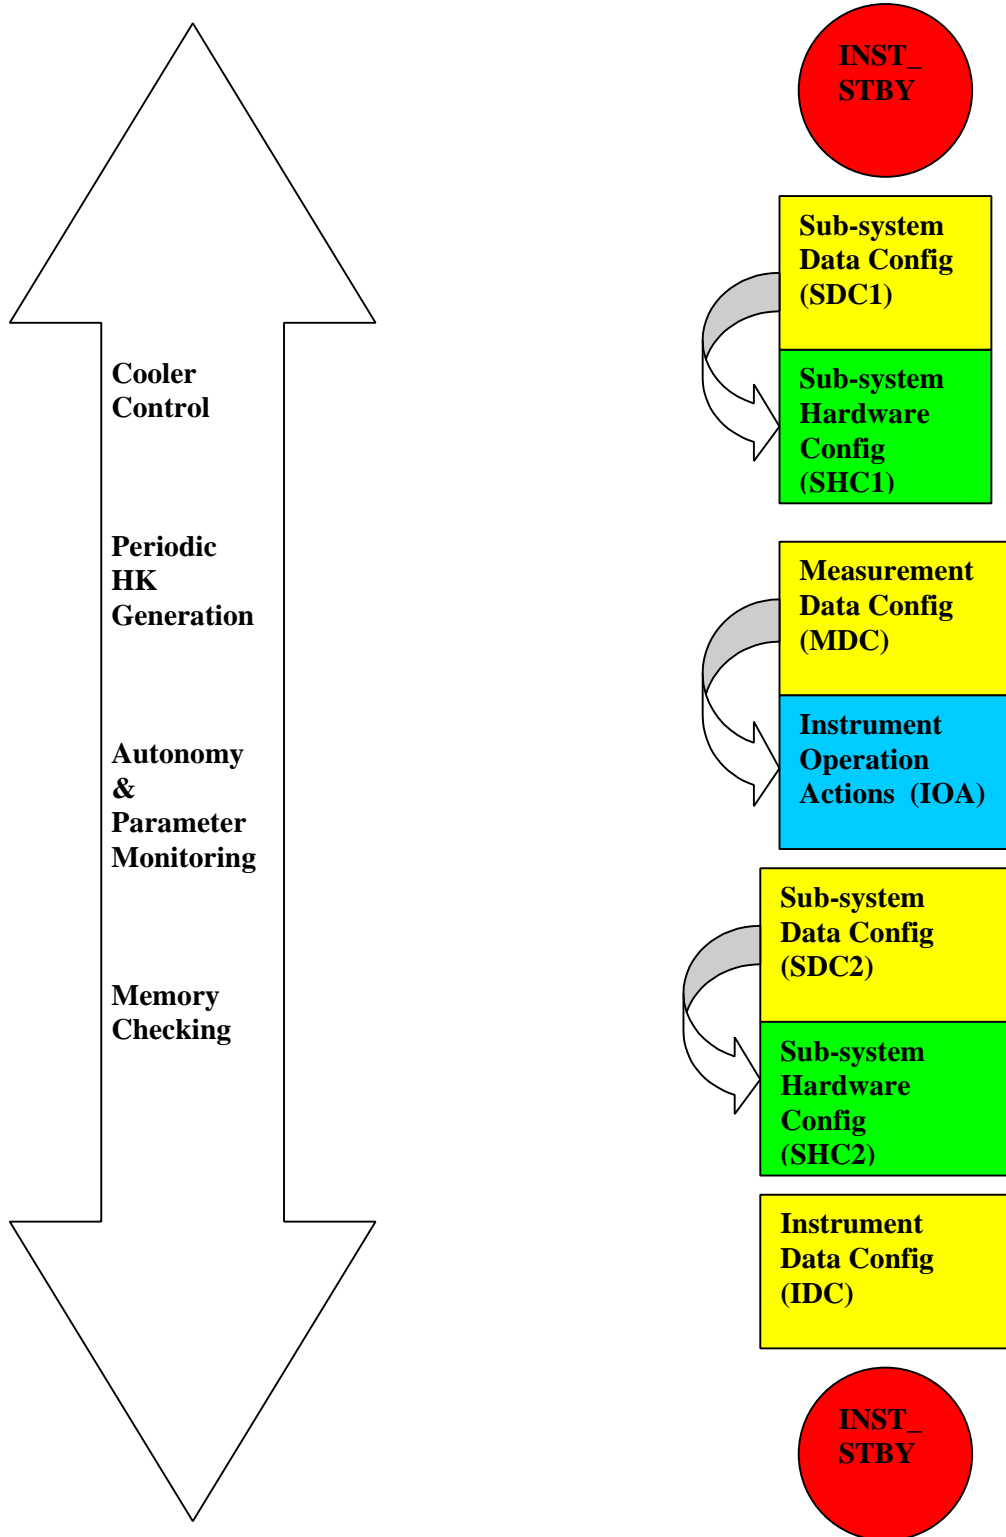 INST_
STBY
Sub-system
Data Config
(SDC1)
Sub-system
Hardware
Config
(SHC1)
Cooler
Control
Periodic
HK
Generation
Measurement
Data Config
(MDC)
Instrument
Operation
Actions (IOA)
Autonomy
&
Parameter
Monitoring
Sub-system
Data Config
(SDC2)
Sub-system
Hardware
Config
(SHC2)
Memory
Checking
Instrument
Data Config
(IDC)
INST_
STBY